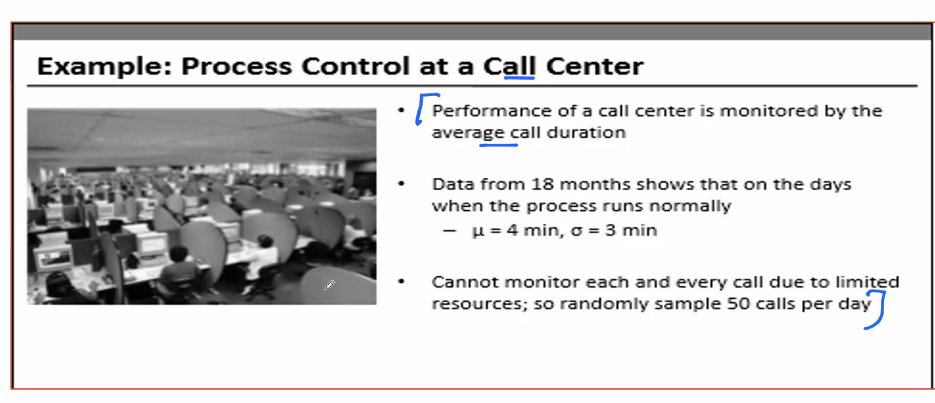 Example: Process Control at a Call Center
• Performance of a call center is monitored by the
average call duration
• Data from 18 months shows that on the days
when the process runs normally
– μ = 4 min, σ = 3 min
• Cannot monitor each and every call due to limited
resources; so randomly sample 50 calls per day